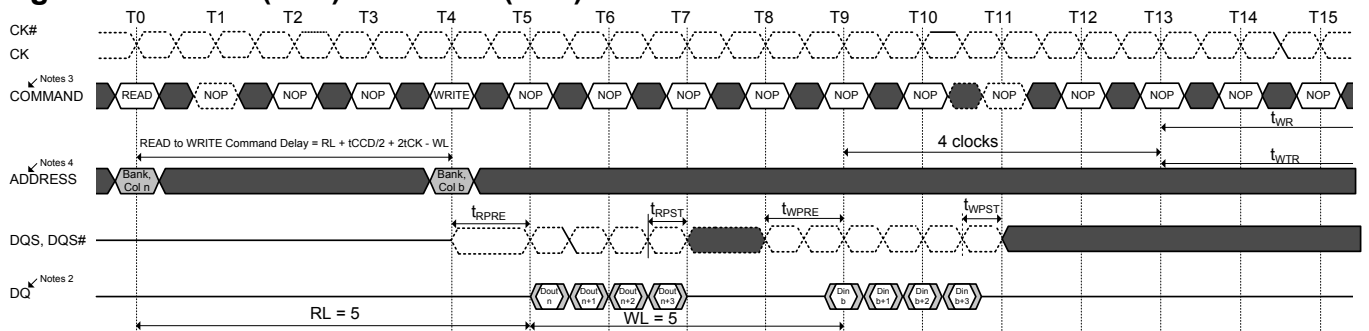 T0 T1 T2 T3 T4 T5 T6 T7 T8 T9 T10 T11 T12 T13 T14 T15
CK#
CK
Notes 3
COMMAND READ NOP NOP NOP WRITE NOP NOP NOP NOP NOP NOP NOP NOP NOP NOP NOP
READ to WRITE Command Delay = RL + tCCD/2 + 2tCK - WL
4 clocks
tWR
tWTR
Notes 4
ADDRESS
Bank, Col n
Bank, Col b
tRPRE tRPST tWPRE tWPST
DQS, DQS#
Notes 2
DQ
Dout n
Dout n+1
Dout n+2
Dout n+3
Din b
Din b+1
Din b+2
Din b+3
RL = 5 WL = 5